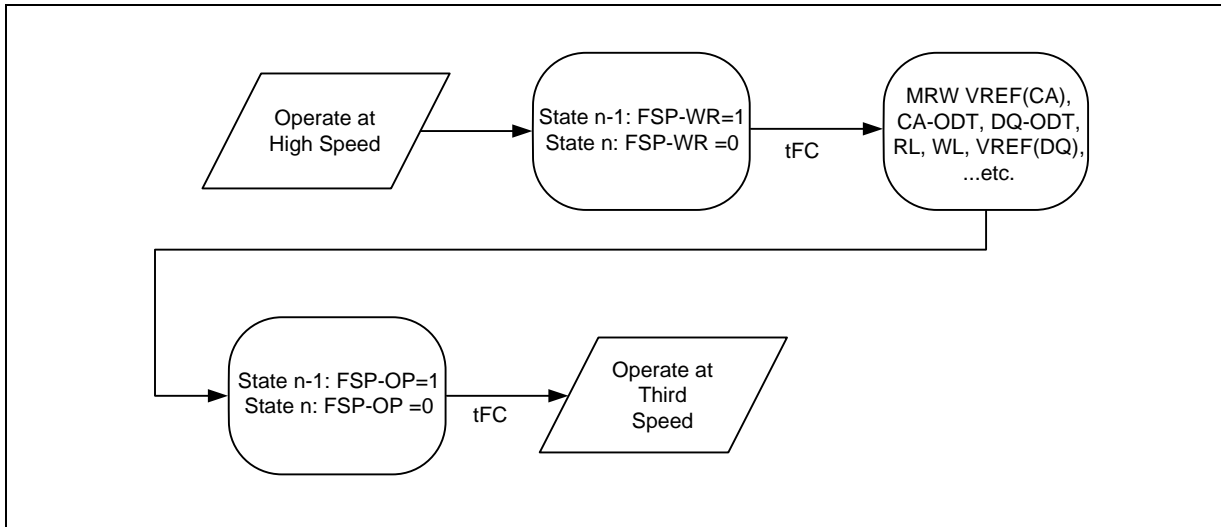 Operate at
High Speed
State n-1: FSP-WR=1
State n: FSP-WR =0
tFC
MRW VREF(CA),
CA-ODT, DQ-ODT,
RL, WL, VREF(DQ),
...etc.
State n-1: FSP-OP=1
State n: FSP-OP =0
tFC
Operate at
Third
Speed